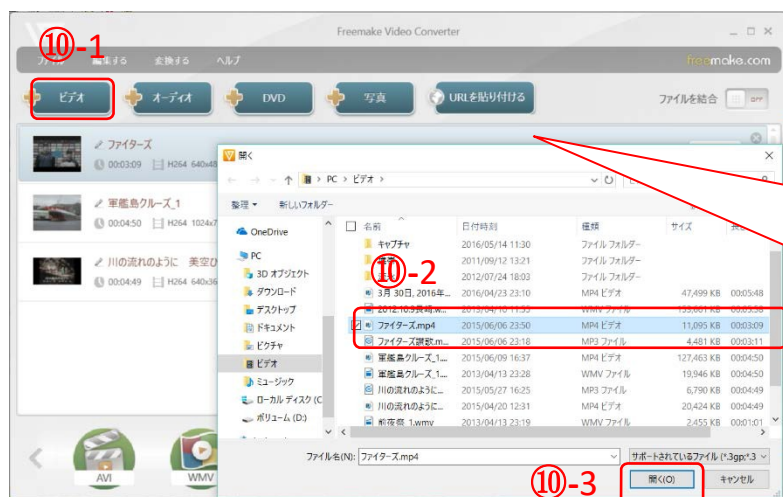 Freemake Video Converter
⑩-1
ファイル 編集する 変換する ヘルプ
freemake.com
ビデオ オーディオ DVD 写真 URLを貼り付ける ファイルを結合 OFF
ファイターズ
00:03:09 H264
軍艦島クルーズ_1
00:04:50 H264
川の流れのように 美空ひ
00:04:49 H264
開く
PC > ビデオ >
整理 新しいフォルダー
名前 日付時刻 種類 サイズ
OneDrive
PC
3D オブジェクト
ダウンロード
デスクトップ
ドキュメント
ピクチャ
ビデオ
ミュージック
ローカル ディスク (C
ボリューム (D:)
キャプチャ 2016/05/14 11:30 ファイル フォルダー
2011/09/12 13:21 ファイル フォルダー
⑩-2
2012/07/24 18:03 ファイル フォルダー
3月 30日, 2016年... 2016/04/23 23:10 MP4 ビデオ 47,499 KB 00:05:48
ファイターズ.mp4 2015/06/06 23:50 MP4 ビデオ 11,095 KB 00:03:09
ファイターズ讃歌.m... 2015/06/06 23:18 MP3 ファイル 4,481 KB 00:03:11
軍艦島クルーズ_1.... 2015/06/09 16:37 MP4 ビデオ 127,463 KB 00:04:50
軍艦島クルーズ_1.... 2013/04/13 23:28 WMV ファイル 19,946 KB 00:04:50
川の流れのように... 2015/05/27 16:25 MP3 ファイル 6,790 KB 00:04:49
川の流れのように... 2015/04/20 12:31 MP4 ビデオ 20,424 KB 00:04:49
前夜祭 1.wmv 2013/04/13 23:19 WMV ファイル 2,455 KB 00:01:01
ファイル名(N): ファイターズ.mp4 サポートされているファイル (*.3gp;*.3
⑩-3
開く(O) キャンセル
AVI WMV